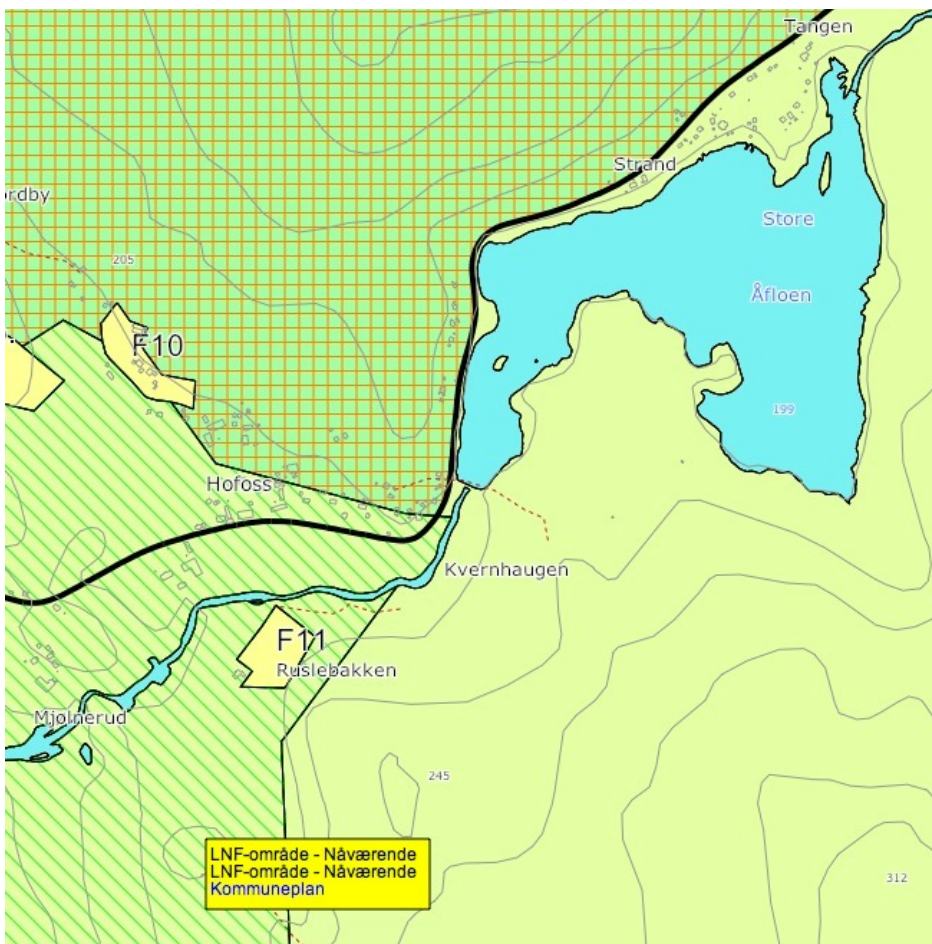 Tangen
Strand
ordby
Store
205
Åfloen
F10
199
Hofoss
Kvernhaugen
F11
Ruslebakken
Mjølnerud
245
LNF-område - Nåværende
LNF-område - Nåværende
Kommuneplan
312